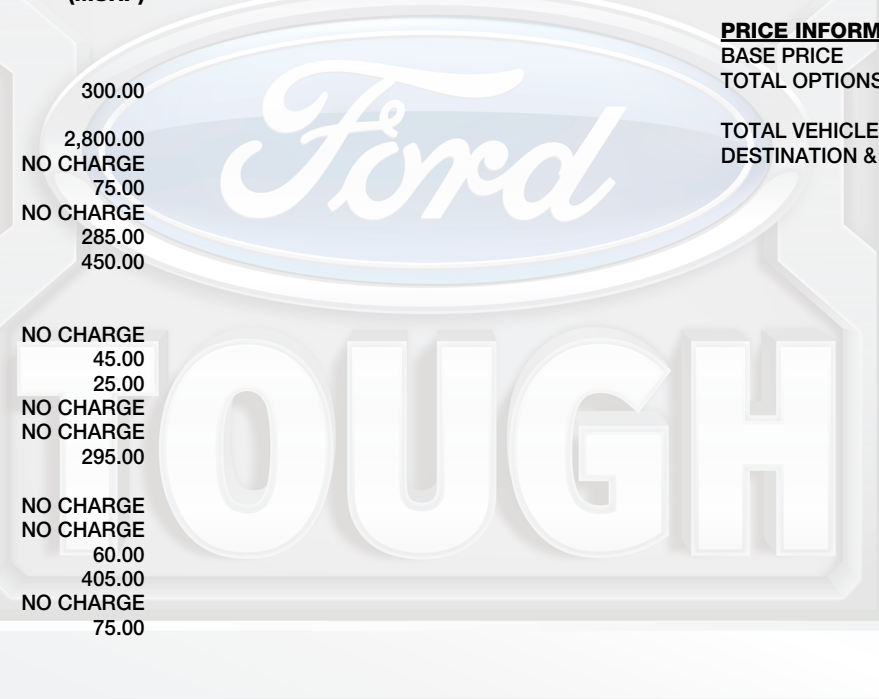 300.00
2,800.00
NO CHARGE
75.00
NO CHARGE
285.00
450.00
NO CHARGE
45.00
25.00
NO CHARGE
NO CHARGE
295.00
NO CHARGE
NO CHARGE
60.00
405.00
NO CHARGE
75.00
PRICE INFORM
BASE PRICE
TOTAL OPTIONS
TOTAL VEHICLE
DESTINATION &
Ford
TOUGH